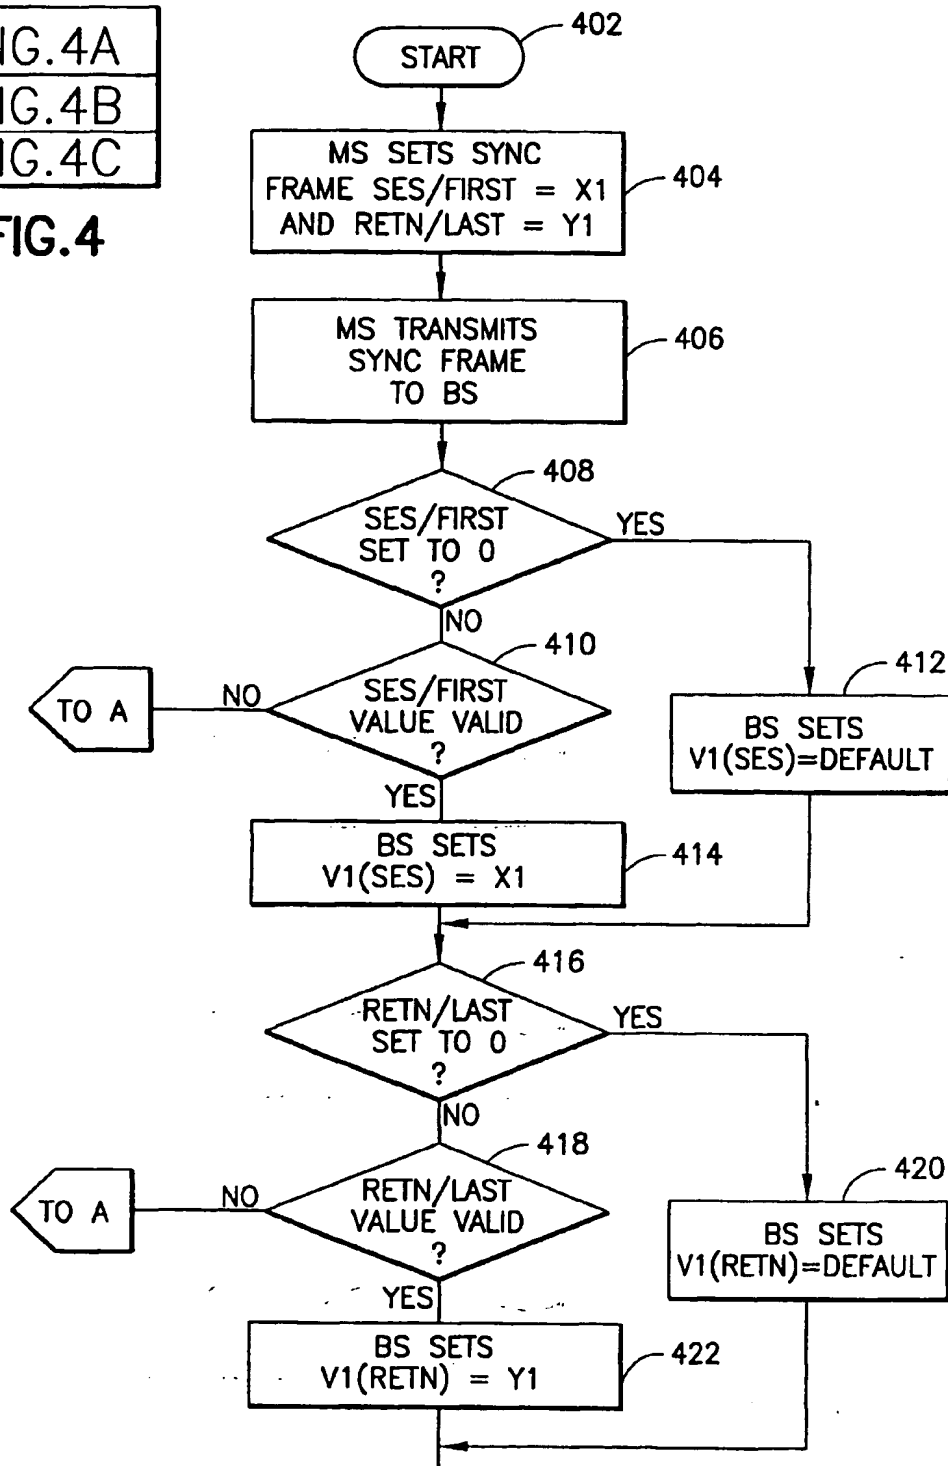 IG.4A
IG.4B
IG.4C
FIG.4
START
402
MS SETS SYNC
FRAME SES/FIRST = X1
AND RETN/LAST = Y1
404
MS TRANSMITS
SYNC FRAME
TO BS
406
408
SES/FIRST
SET TO 0
?
YES
NO
410
SES/FIRST
VALUE VALID
?
NO
TO A
YES
412
BS SETS
V1(SES)=DEFAULT
BS SETS
V1(SES) = X1
414
416
RETN/LAST
SET TO 0
?
YES
NO
418
RETN/LAST
VALUE VALID
?
NO
TO A
YES
420
BS SETS
V1(RETN)=DEFAULT
BS SETS
V1(RETN) = Y1
422